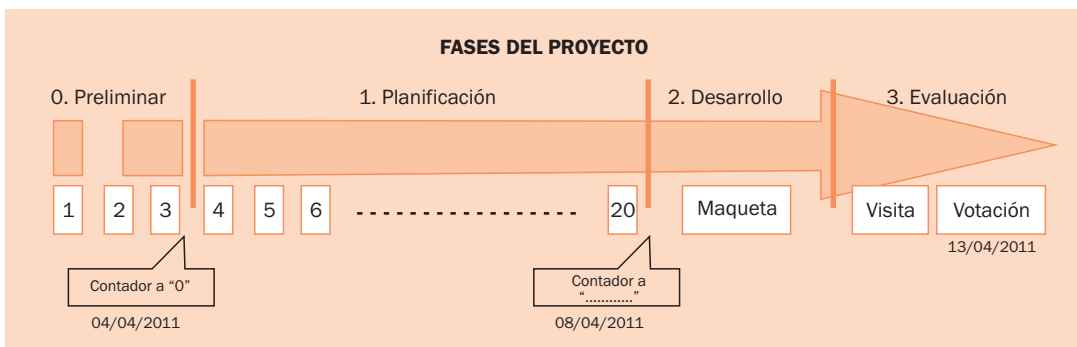 FASES DEL PROYECTO
0. Preliminar
1. Planificación
2. Desarrollo
3. Evaluación
1
2
3
4
5
6
20
Maqueta
Visita
Votación
13/04/2011
Contador a “0”
04/04/2011
Contador a
“............”
08/04/2011